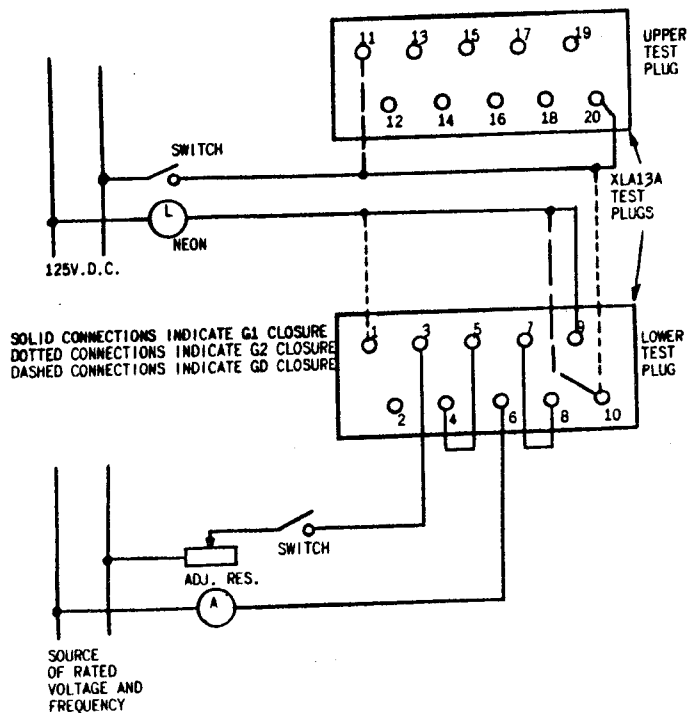 11
13
15
17
19
UPPER
TEST
PLUG
12
14
16
18
20
SWITCH
XLA13A
TEST
PLUGS
L
NEON
125V.D.C.
SOLID CONNECTIONS INDICATE G1 CLOSURE
DOTTED CONNECTIONS INDICATE G2 CLOSURE
DASHED CONNECTIONS INDICATE GD CLOSURE
1
3
5
7
9
LOWER
TEST
PLUG
2
4
6
8
10
SWITCH
ADJ. RES.
A
SOURCE
OF RATED
VOLTAGE AND
FREQUENCY